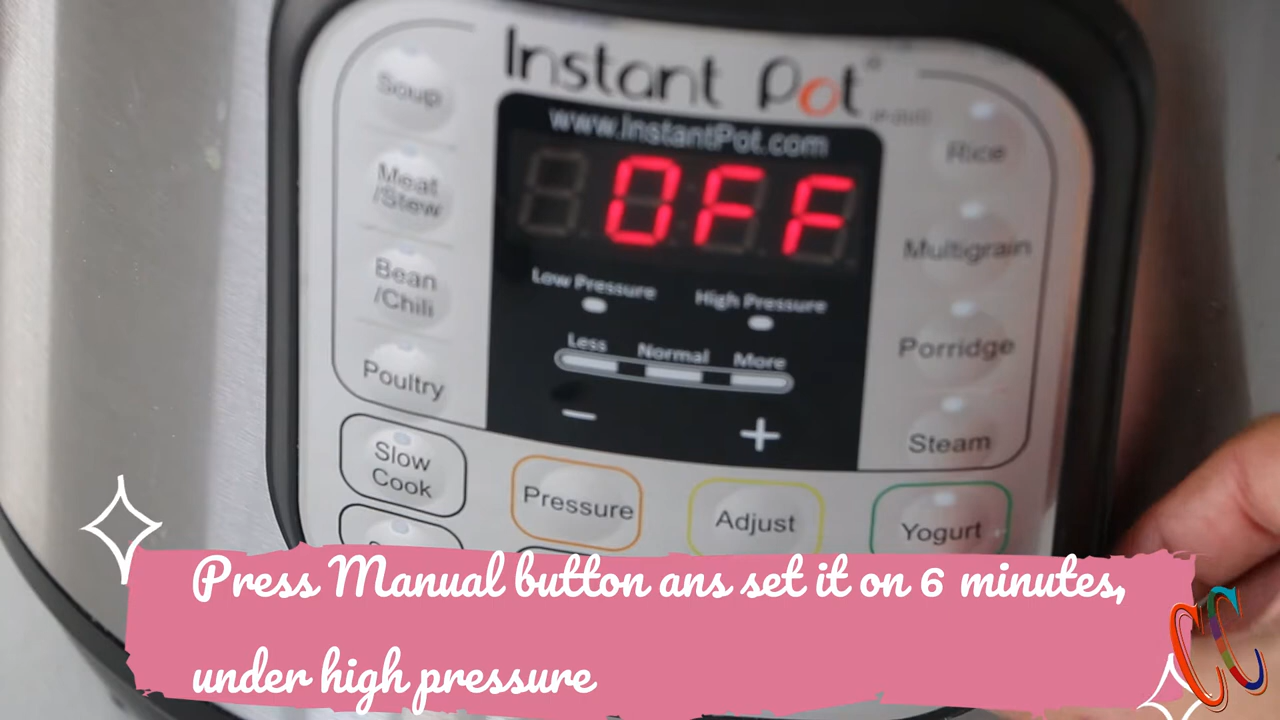 Instant Pot
www.InstantPot.com
OFF
Low Pressure
High Pressure
Less
Normal
More
−
+
Soup
Meat
/Stew
Bean
/Chili
Poultry
Slow
Cook
Rice
Multigrain
Porridge
Steam
Pressure
Adjust
Yogurt
Press Manual button ans set it on 6 minutes,
under high pressure
CC